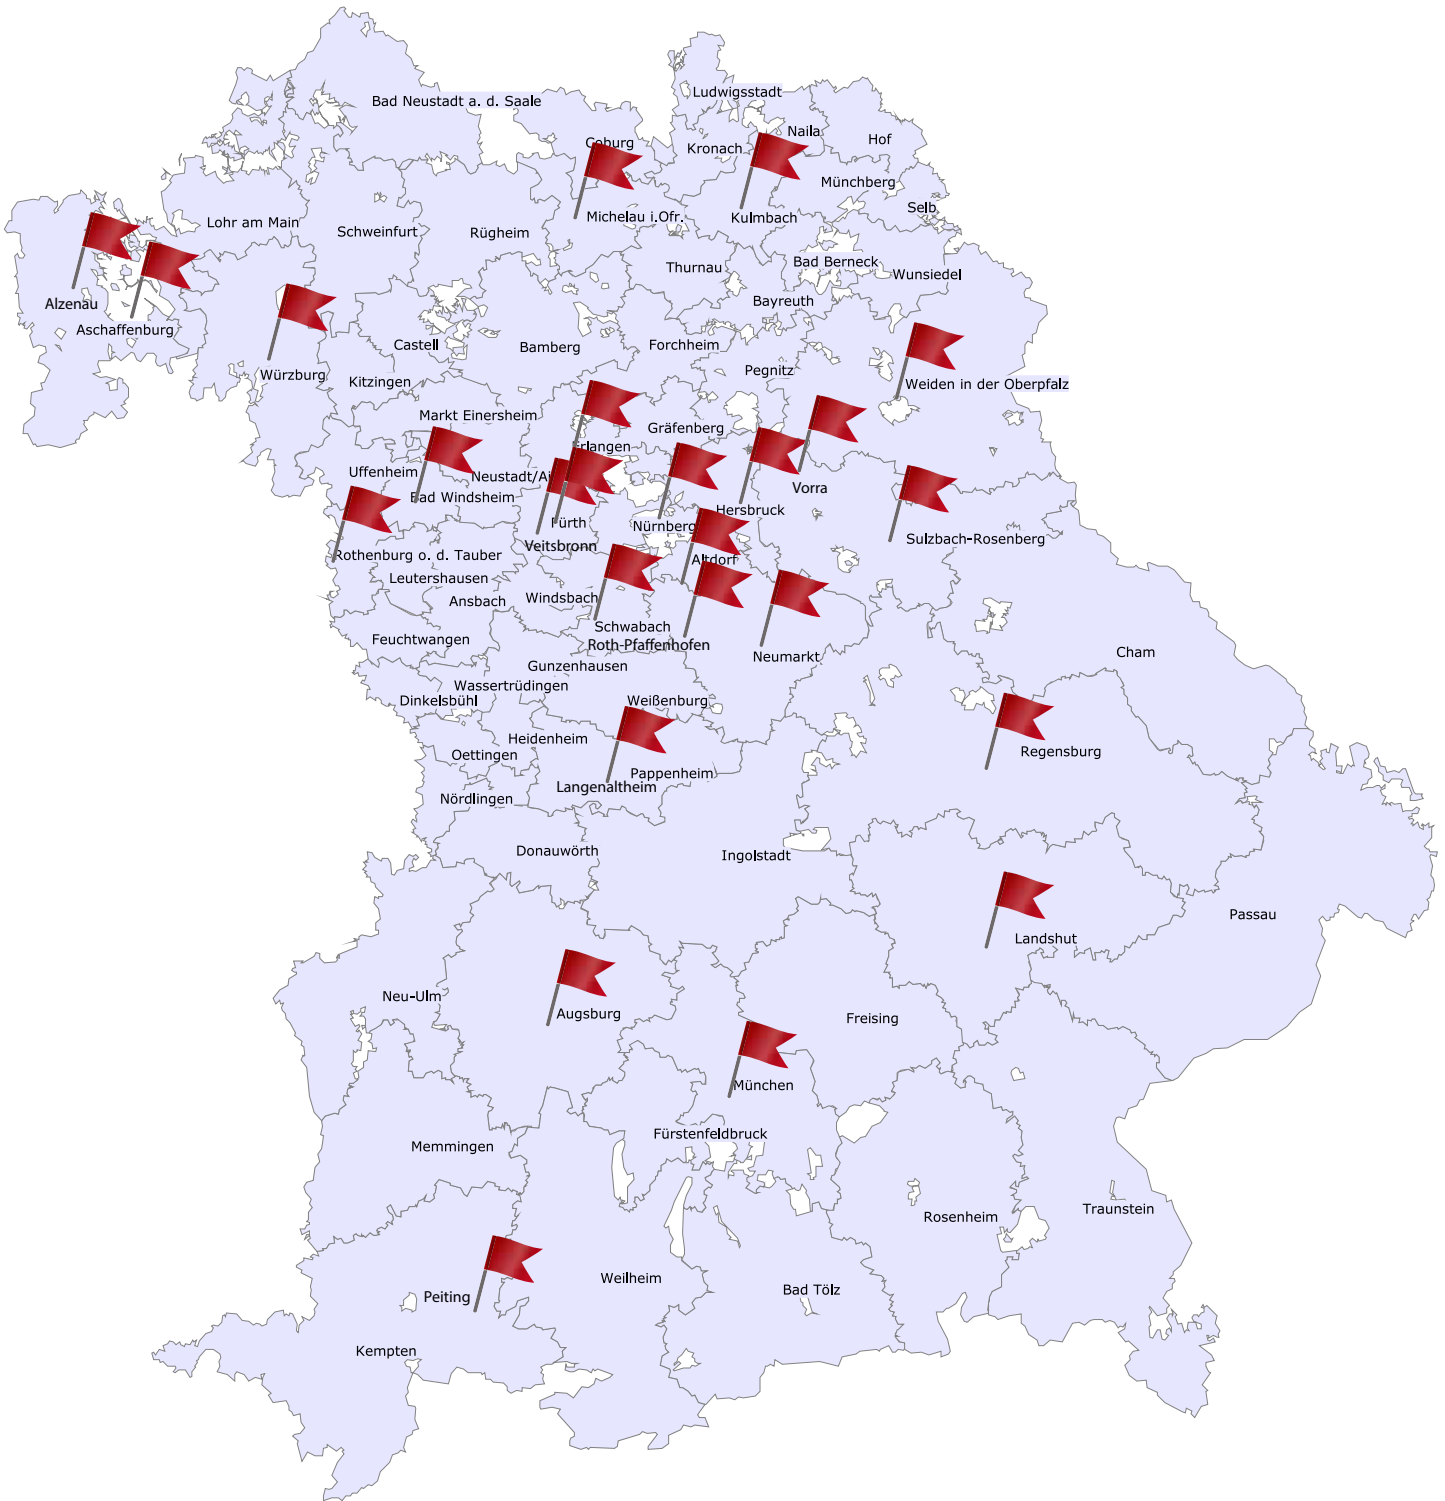 Ludwigsstadt
Bad Neustadt a. d. Saale
Naila
Hof
Coburg
Kronach
Münchberg
Selb
Michelau i.Ofr.
Kulmbach
Lohr am Main
Schweinfurt
Rügheim
Bad Berneck
Thurnau
Wunsiedel
Bayreuth
Alzenau
Aschaffenburg
Castell
Bamberg
Forchheim
Pegnitz
Würzburg
Kitzingen
Weiden in der Oberpfalz
Markt Einersheim
Gräfenberg
Erlangen
Uffenheim
Neustadt/Ai
Vorra
Bad Windsheim
Hersbruck
Fürth
Nürnberg
Sulzbach-Rosenberg
Veitsbronn
Rothenburg o. d. Tauber
Altdorf
Leutershausen
Windsbach
Ansbach
Schwabach
Feuchtwangen
Roth-Pfaffenhofen
Cham
Neumarkt
Gunzenhausen
Wassertrüdingen
Dinkelsbühl
Weißenburg
Heidenheim
Regensburg
Oettingen
Pappenheim
Langenaltheim
Nördlingen
Donauwörth
Ingolstadt
Passau
Landshut
Neu-Ulm
Augsburg
Freising
München
Fürstenfeldbruck
Memmingen
Traunstein
Rosenheim
Weilheim
Bad Tölz
Peiting
Kempten